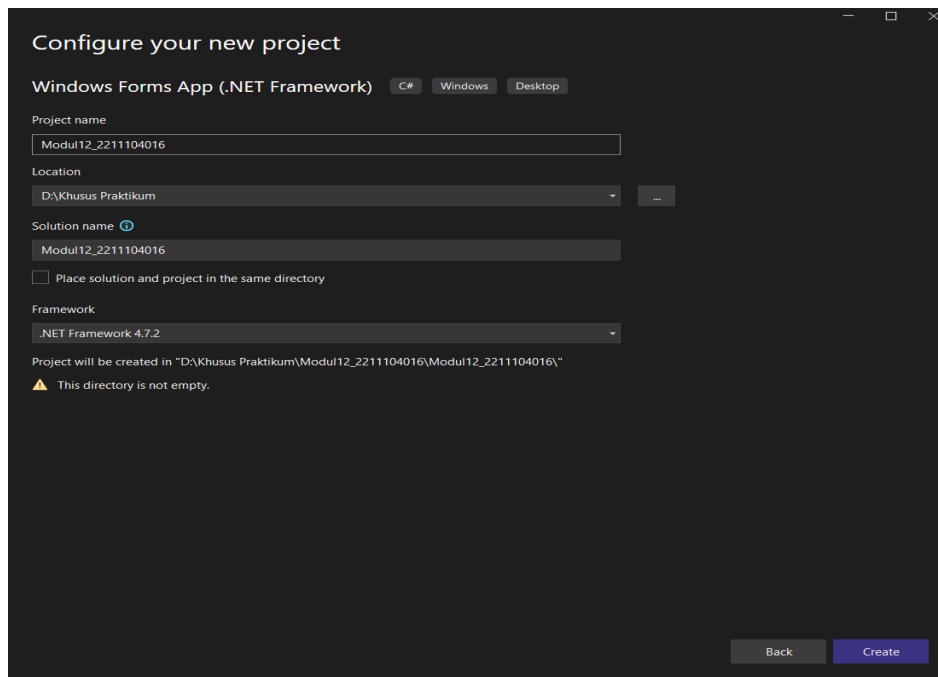 Configure your new project
Windows Forms App (.NET Framework) C# Windows Desktop
Project name
Modul12_2211104016
Location
D:\Khusus Praktikum
...
Solution name
Modul12_2211104016
Place solution and project in the same directory
Framework
.NET Framework 4.7.2
Project will be created in "D:\Khusus Praktikum\Modul12_2211104016\Modul12_2211104016\"
This directory is not empty.
Back Create